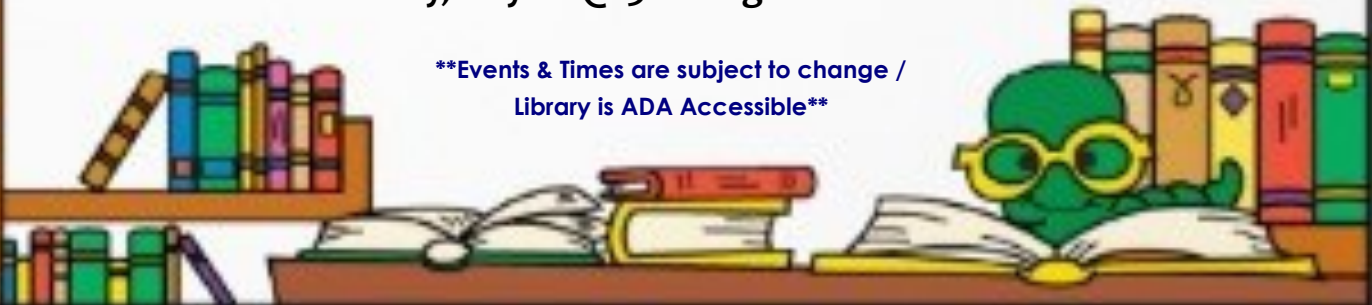 **Events & Times are subject to change /
Library is ADA Accessible**